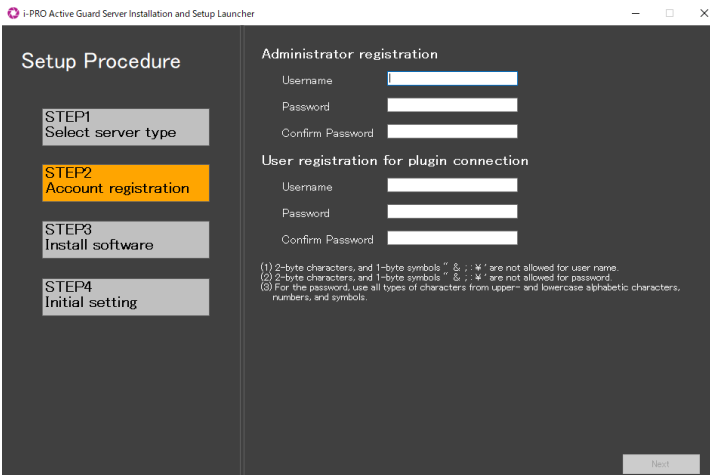 i-PRO Active Guard Server Installation and Setup Launcher
Setup Procedure
STEP1
Select server type
STEP2
Account registration
STEP3
Install software
STEP4
Initial setting
Administrator registration
Username
Password
Confirm Password
User registration for plugin connection
Username
Password
Confirm Password
(1) 2-byte characters, and 1-byte symbols " & ; : ¥ ' are not allowed for user name.
(2) 2-byte characters, and 1-byte symbols " & ; : ¥ ' are not allowed for password.
(3) For the password, use all types of characters from upper- and lowercase alphabetic characters,
numbers, and symbols.
Next